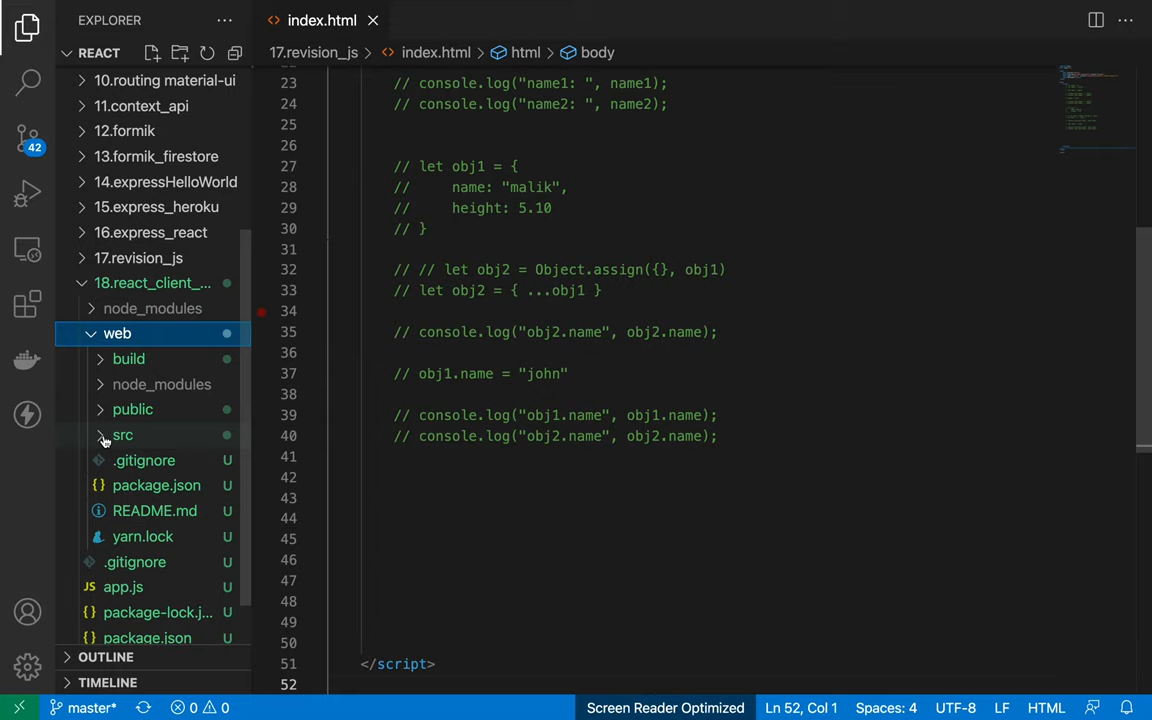 EXPLORER
index.html
REACT
17.revision_js > index.html > html > body
10.routing material-ui
11.context_api
12.formik
13.formik_firestore
14.expressHelloWorld
15.express_heroku
16.express_react
17.revision_js
18.react_client_...
node_modules
web
build
node_modules
public
src
.gitignore U
{} package.json U
README.md U
yarn.lock U
.gitignore U
JS app.js U
{} package-lock.j... U
{} package.json U
OUTLINE
TIMELINE
42
23 // console.log("name1: ", name1);
24 // console.log("name2: ", name2);
25
26
27 // let obj1 = {
28 //     name: "malik",
29 //     height: 5.10
30 // }
31
32 // // let obj2 = Object.assign({}, obj1)
33 // let obj2 = { ...obj1 }
34
35 // console.log("obj2.name", obj2.name);
36
37 // obj1.name = "john"
38
39 // console.log("obj1.name", obj1.name);
40 // console.log("obj2.name", obj2.name);
41
42
43
44
45
46
47
48
49
50
51 </script>
52
master* 0 0 Screen Reader Optimized Ln 52, Col 1 Spaces: 4 UTF-8 LF HTML